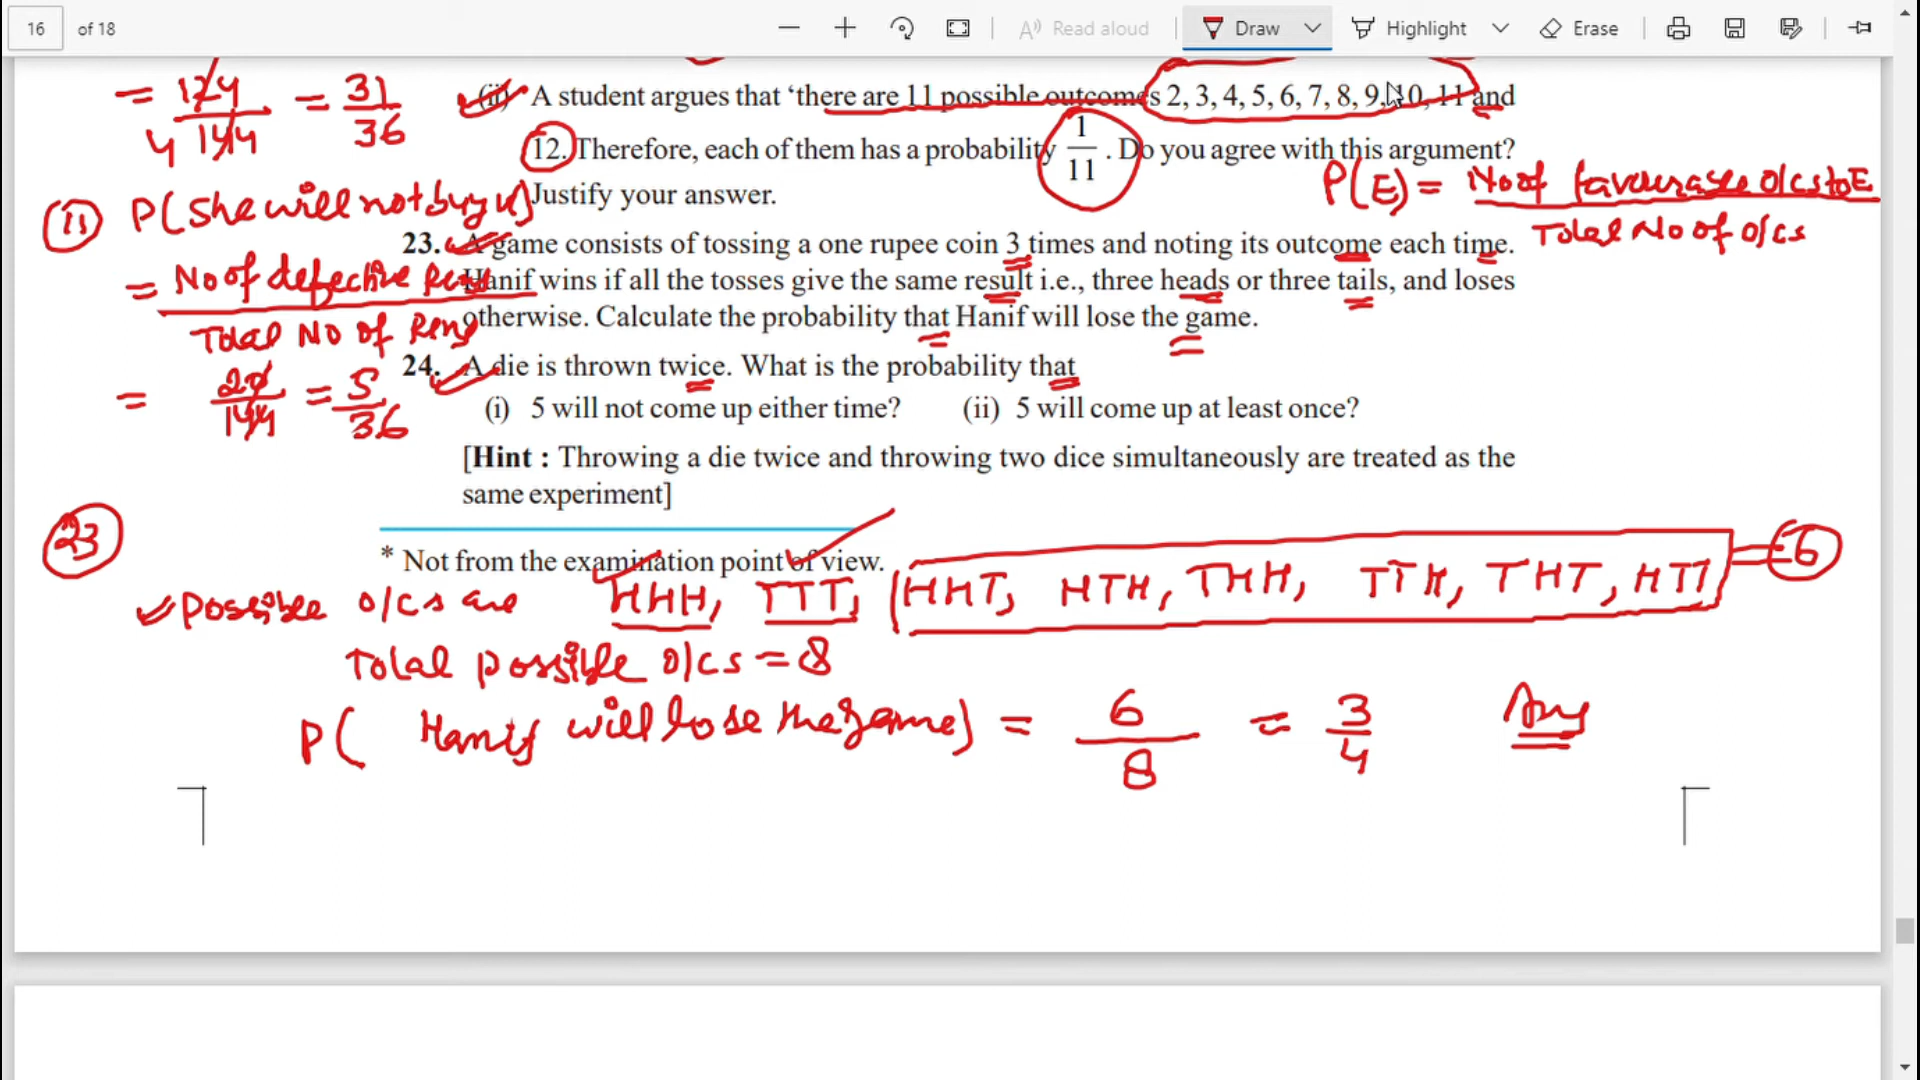 16 of 18 Read aloud Draw Highlight Erase
= 124/144 = 31/36
4
(ii) A student argues that ‘there are 11 possible outcomes 2, 3, 4, 5, 6, 7, 8, 9, 10, 11 and
12. Therefore, each of them has a probability 1/11 . Do you agree with this argument?
Justify your answer.
P(E) = No of favourable O/cs to E
Total No of O/cs
(11) P(She will not buy it)
= No of defective Pens
Total No of Pens
= 20/144 = 5/36
23. A game consists of tossing a one rupee coin 3 times and noting its outcome each time.
Hanif wins if all the tosses give the same result i.e., three heads or three tails, and loses
otherwise. Calculate the probability that Hanif will lose the game.
24. A die is thrown twice. What is the probability that
(i) 5 will not come up either time? (ii) 5 will come up at least once?
[Hint : Throwing a die twice and throwing two dice simultaneously are treated as the
same experiment]
* Not from the examination point of view.
23
Possible O/cs are HHH, TTT, HHT, HTH, THH, TTH, THT, HTT = 6
Total possible O/cs = 8
P( Hanif will lose the game) = 6/8 = 3/4 Ans